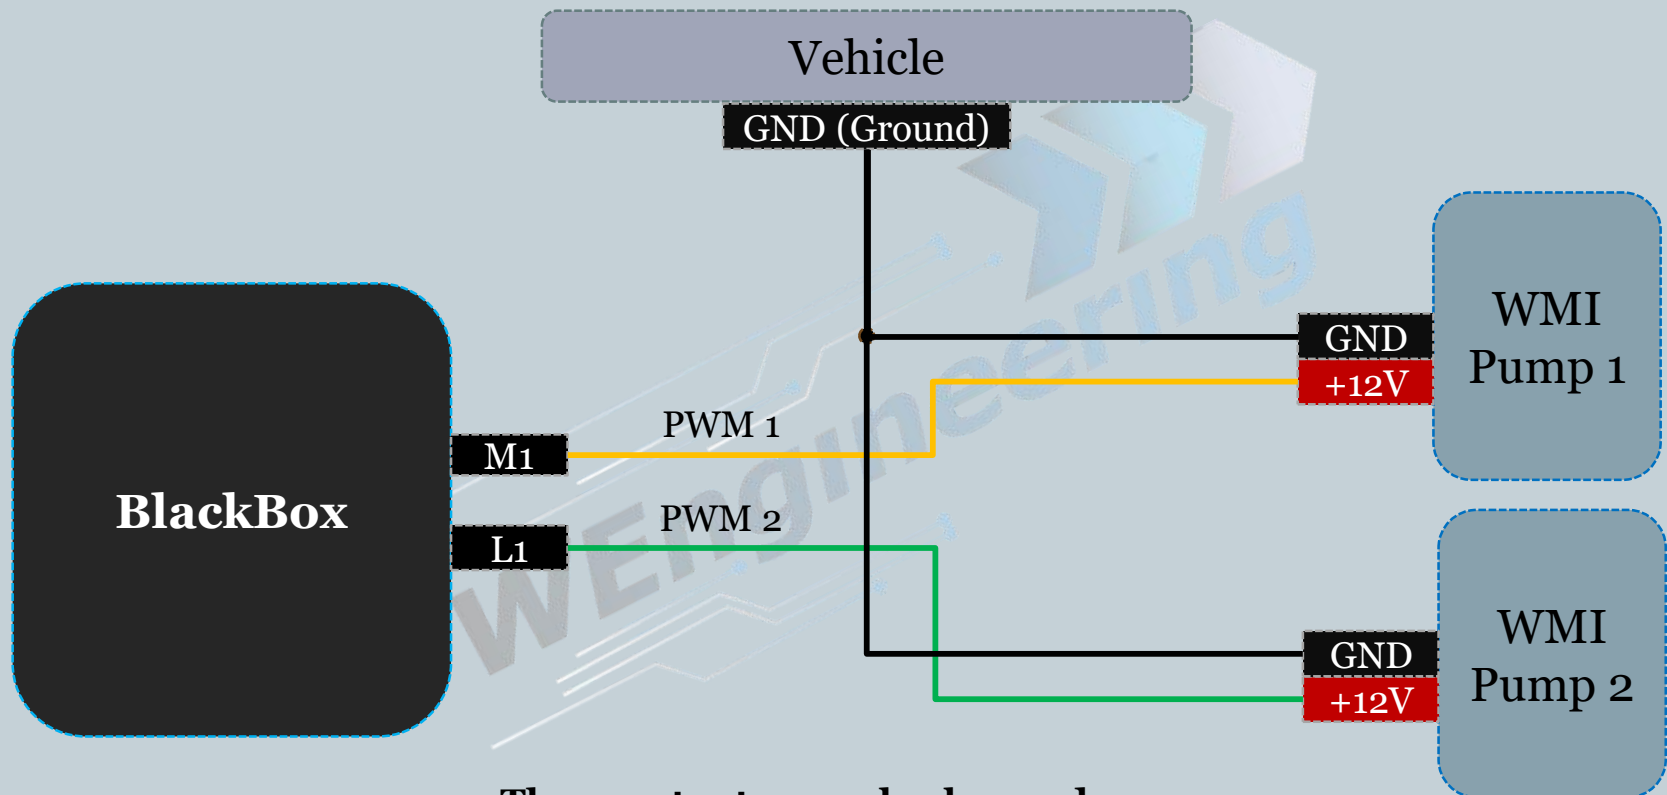 Vehicle
GND (Ground)
WMI
Pump 1
GND
+12V
PWM 1
M1
BlackBox
PWM 2
L1
WMI
Pump 2
GND
+12V
WEngineering